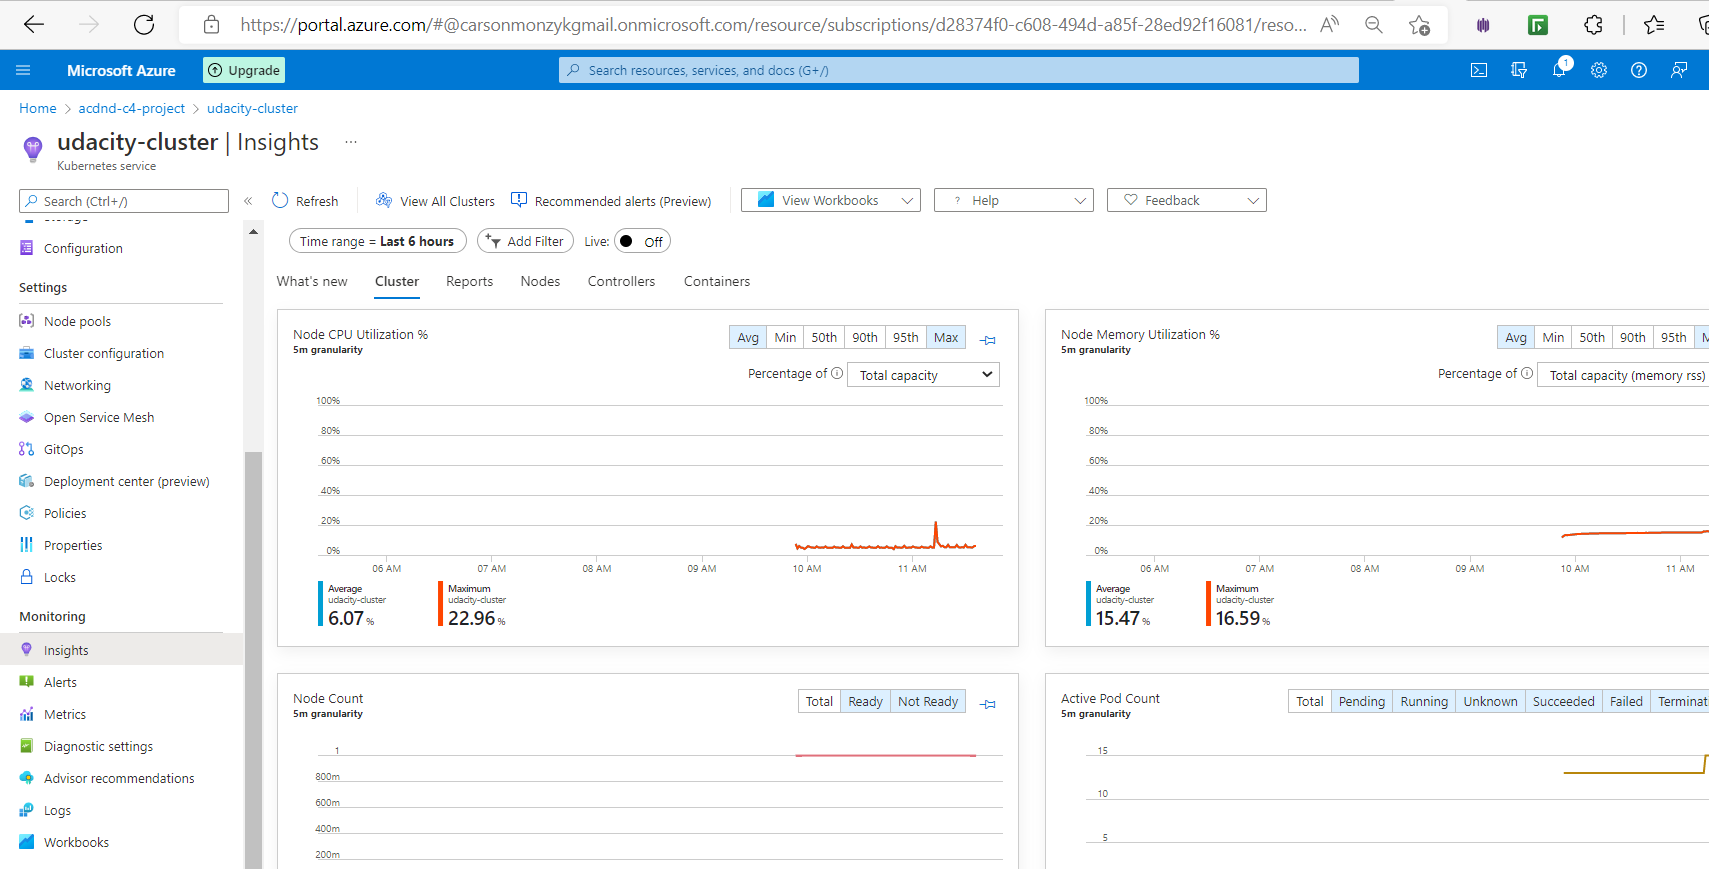 https://portal.azure.com/#@carsonmonzykgmail.onmicrosoft.com/resource/subscriptions/d28374f0-c608-494d-a85f-28ed92f16081/reso...
Microsoft Azure
Upgrade
Search resources, services, and docs (G+/)
1
Home > acdnd-c4-project > udacity-cluster
udacity-cluster | Insights ...
Kubernetes service
Search (Ctrl+/)
Refresh
View All Clusters
Recommended alerts (Preview)
View Workbooks
? Help
Feedback
Storage
Configuration
Settings
Node pools
Cluster configuration
Networking
Open Service Mesh
GitOps
Deployment center (preview)
Policies
Properties
Locks
Monitoring
Insights
Alerts
Metrics
Diagnostic settings
Advisor recommendations
Logs
Workbooks
Time range = Last 6 hours
Add Filter
Live: Off
What's new Cluster Reports Nodes Controllers Containers
Node CPU Utilization %
5m granularity
Avg Min 50th 90th 95th Max
Percentage of Total capacity
100%
80%
60%
40%
20%
0%
06 AM 07 AM 08 AM 09 AM 10 AM 11 AM
Average
udacity-cluster
6.07 %
Maximum
udacity-cluster
22.96 %
Node Memory Utilization %
5m granularity
Avg Min 50th 90th 95th M
Percentage of Total capacity (memory rss)
100%
80%
60%
40%
20%
0%
06 AM 07 AM 08 AM 09 AM 10 AM 11 AM
Average
udacity-cluster
15.47 %
Maximum
udacity-cluster
16.59 %
Node Count
5m granularity
Total Ready Not Ready
1
800m
600m
400m
200m
Active Pod Count
5m granularity
Total Pending Running Unknown Succeeded Failed Terminati
15
10
5